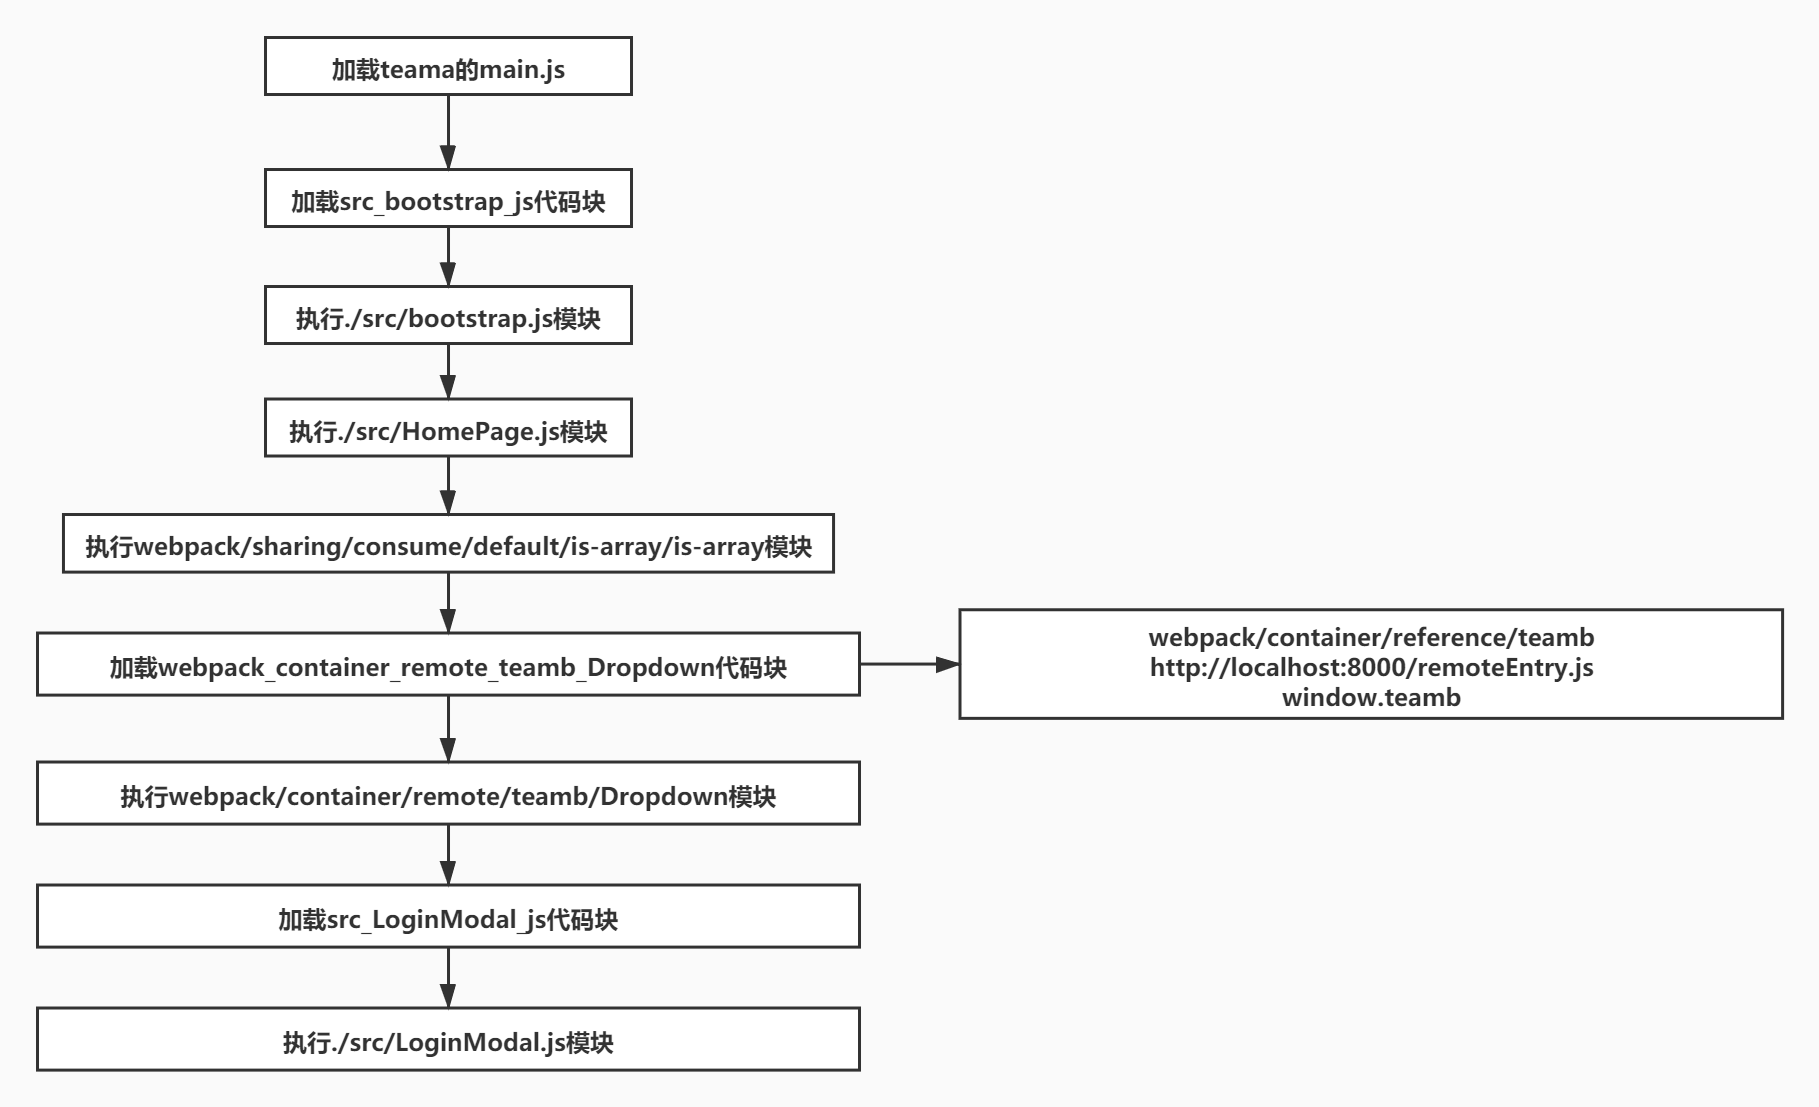 加载teama的main.js
加载src_bootstrap_js代码块
执行./src/bootstrap.js模块
执行./src/HomePage.js模块
执行webpack/sharing/consume/default/is-array/is-array模块
加载webpack_container_remote_teamb_Dropdown代码块
webpack/container/reference/teamb
http://localhost:8000/remoteEntry.js
window.teamb
执行webpack/container/remote/teamb/Dropdown模块
加载src_LoginModal_js代码块
执行./src/LoginModal.js模块